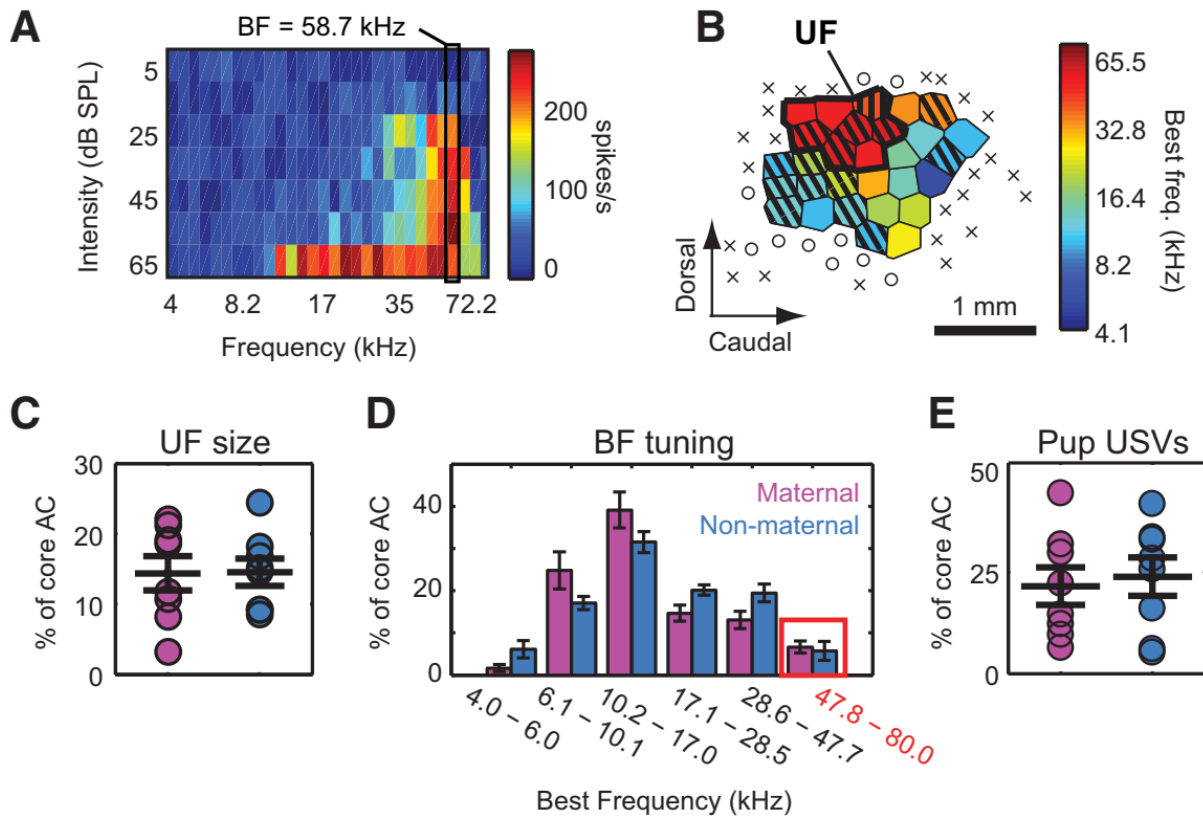 A
BF = 58.7 kHz
Intensity (dB SPL)
5
25
45
65
4 8.2 17 35 72.2
Frequency (kHz)
200
100
0
spikes/s
B
UF
Dorsal
Caudal
1 mm
65.5
32.8
16.4
8.2
4.1
Best freq. (kHz)
C
UF size
% of core AC
30
20
10
0
D
BF tuning
% of core AC
40
20
0
Maternal
Non-maternal
4.0 – 6.0
6.1 – 10.1
10.2 – 17.0
17.1 – 28.5
28.6 – 47.7
47.8 – 80.0
Best Frequency (kHz)
E
Pup USVs
% of core AC
50
25
0